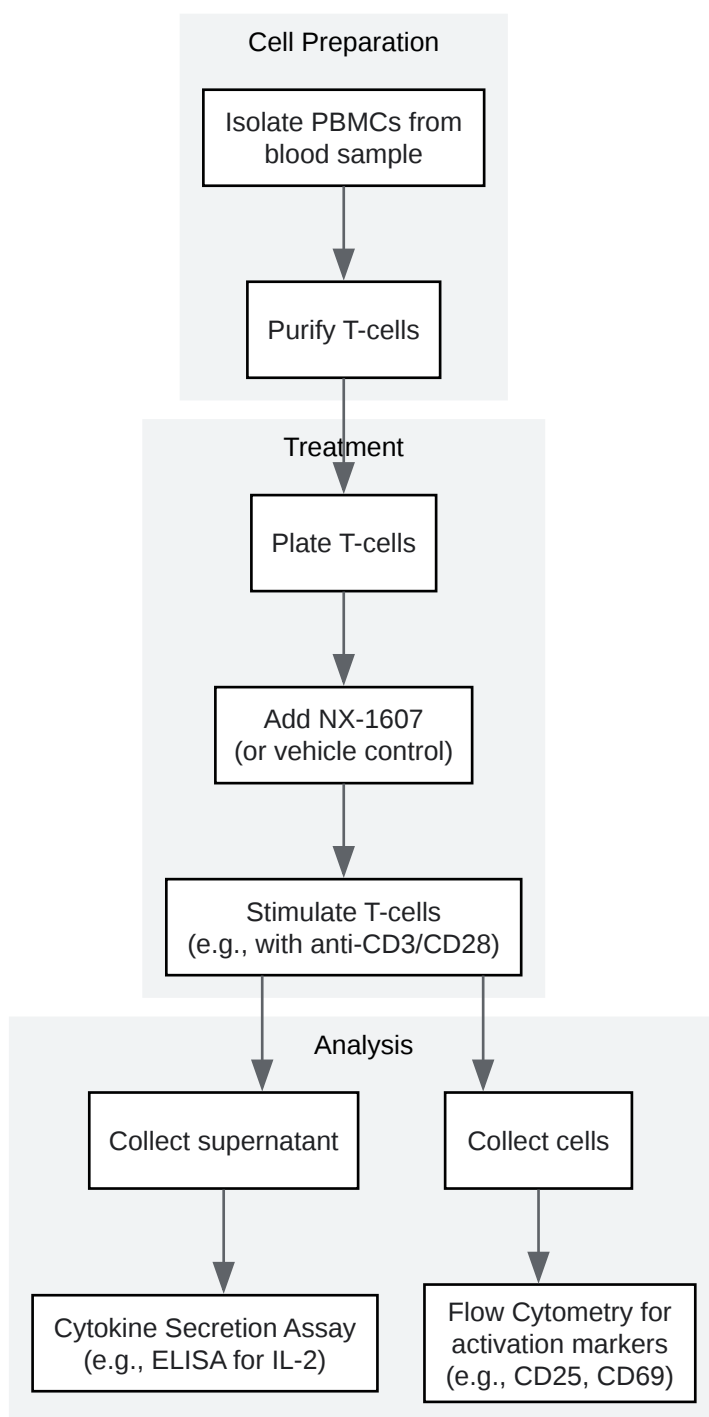 Cell Preparation
Isolate PBMCs from
blood sample
Purify T-cells
Treatment
Plate T-cells
Add NX-1607
(or vehicle control)
Stimulate T-cells
(e.g., with anti-CD3/CD28)
Analysis
Collect supernatant
Collect cells
Cytokine Secretion Assay
(e.g., ELISA for IL-2)
Flow Cytometry for
activation markers
(e.g., CD25, CD69)